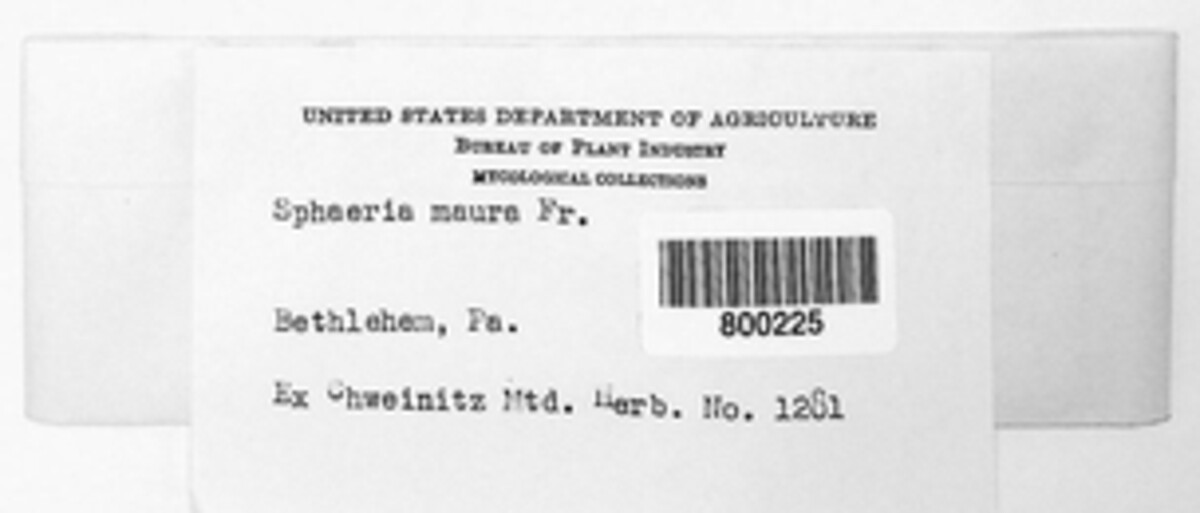 UNITED STATES DEPARTMENT OF AGRICULTURE
BUREAU OF PLANT INDUSTRY
MYCOLOGICAL COLLECTIONS
Sphaeria maura Fr.
800225
Bethlehem, Pa.
Ex Chweinitz Mtd. Herb. No. 1281